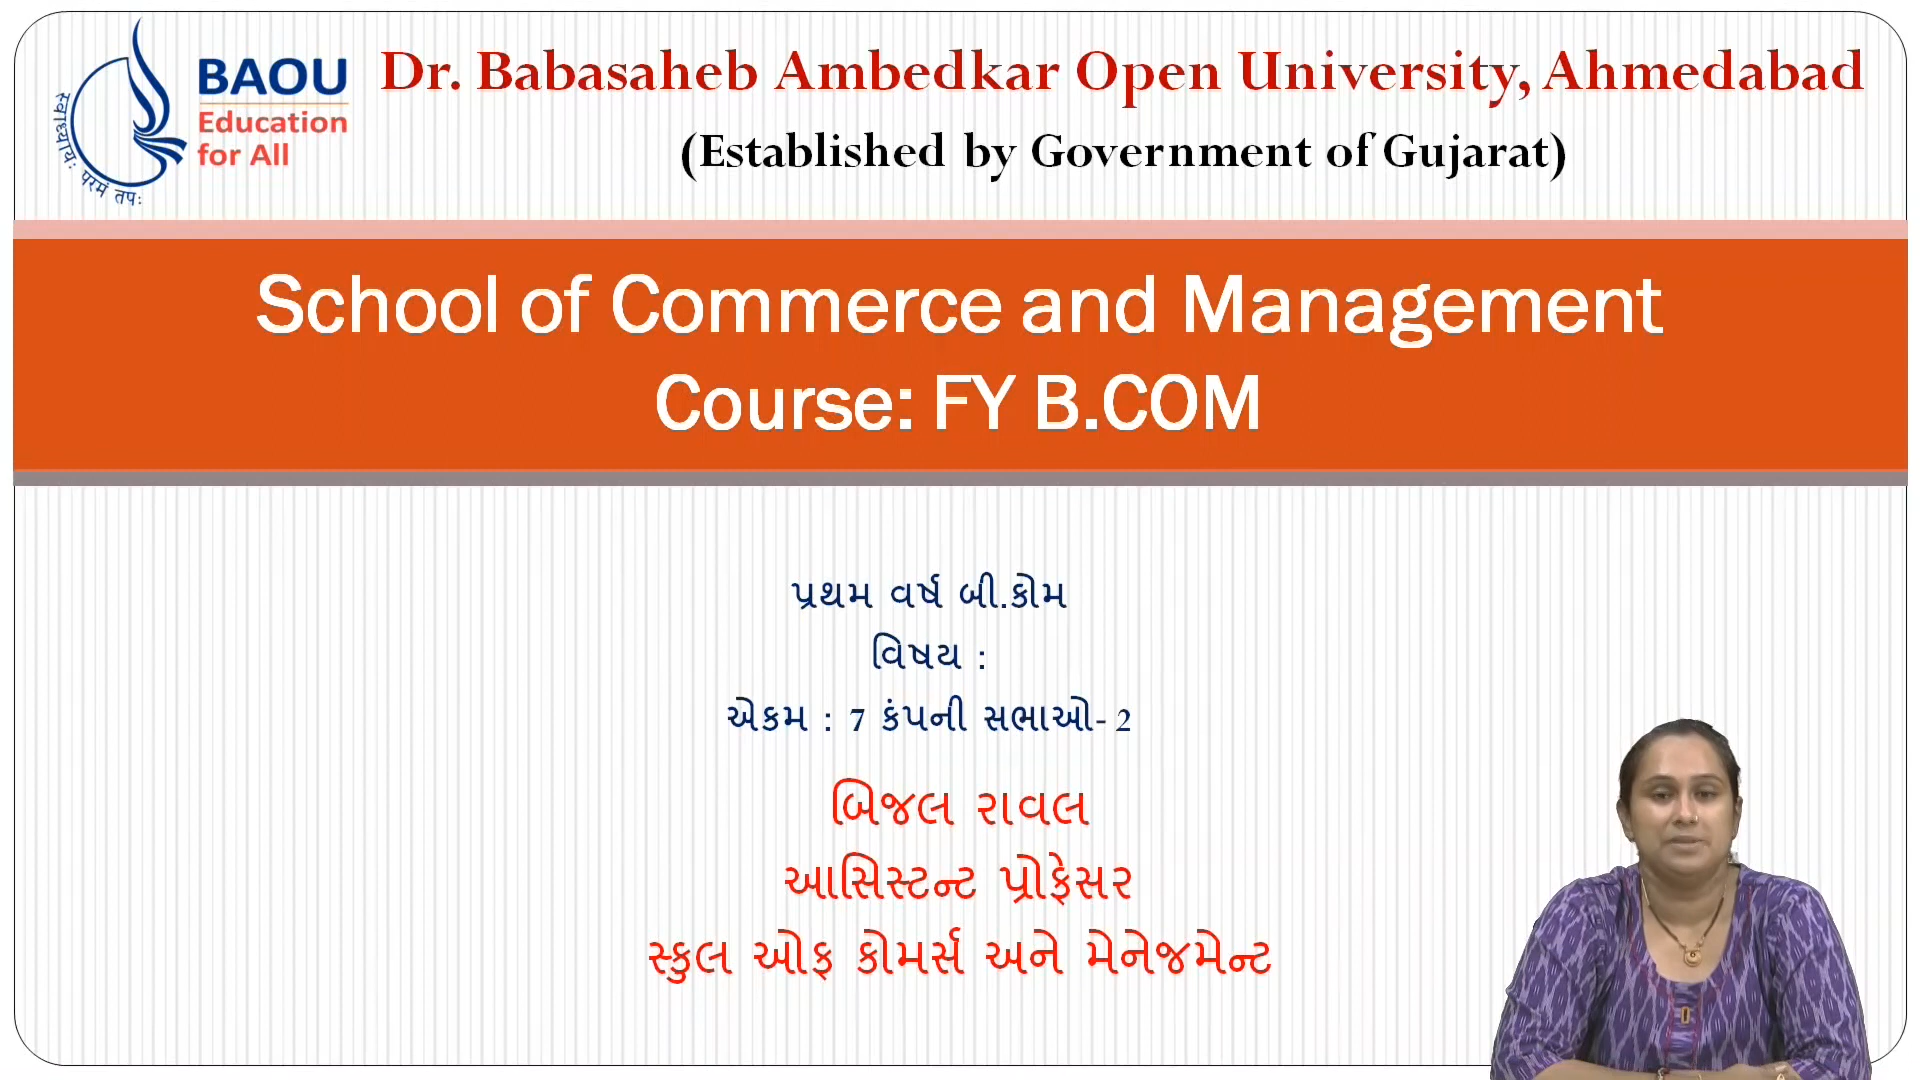 BAOU
Education
for All
स्वाध्यायः परमं तपः
Dr. Babasaheb Ambedkar Open University, Ahmedabad
(Established by Government of Gujarat)
School of Commerce and Management
Course: FY B.COM
પ્રથમ વર્ષ બી.કોમ
વિષય :
એકમ : 7 કંપની સભાઓ- 2
બિજલ રાવલ
આસિસ્ટન્ટ પ્રોફેસર
સ્કુલ ઓફ કોમર્સ અને મેનેજમેન્ટ